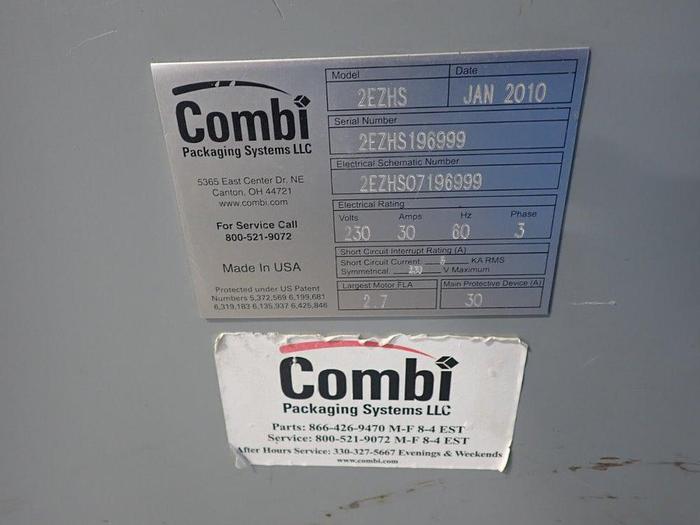 Combi
Packaging Systems LLC
5365 East Center Dr. NE
Canton, OH 44721
www.combi.com
For Service Call
800-521-9072
Made In USA
Protected under US Patent
Numbers 5,372,569 6,199,681
6,319,183 6,135,937 6,425,846
Model Date
2EZHS JAN 2010
Serial Number
2EZHS196999
Electrical Schematic Number
2EZHS07196999
Electrical Rating
Volts Amps Hz Phase
230 30 60 3
Short Circuit Interrupt Rating (A)
Short Circuit Current 5 KA RMS
Symmetrical 230 V Maximum
Largest Motor FLA Main Protective Device (A)
2.7 30
Combi
Packaging Systems LLC
Parts: 866-426-9470 M-F 8-4 EST
Service: 800-521-9072 M-F 8-4 EST
After Hours Service: 330-327-5667 Evenings & Weekends
www.combi.com